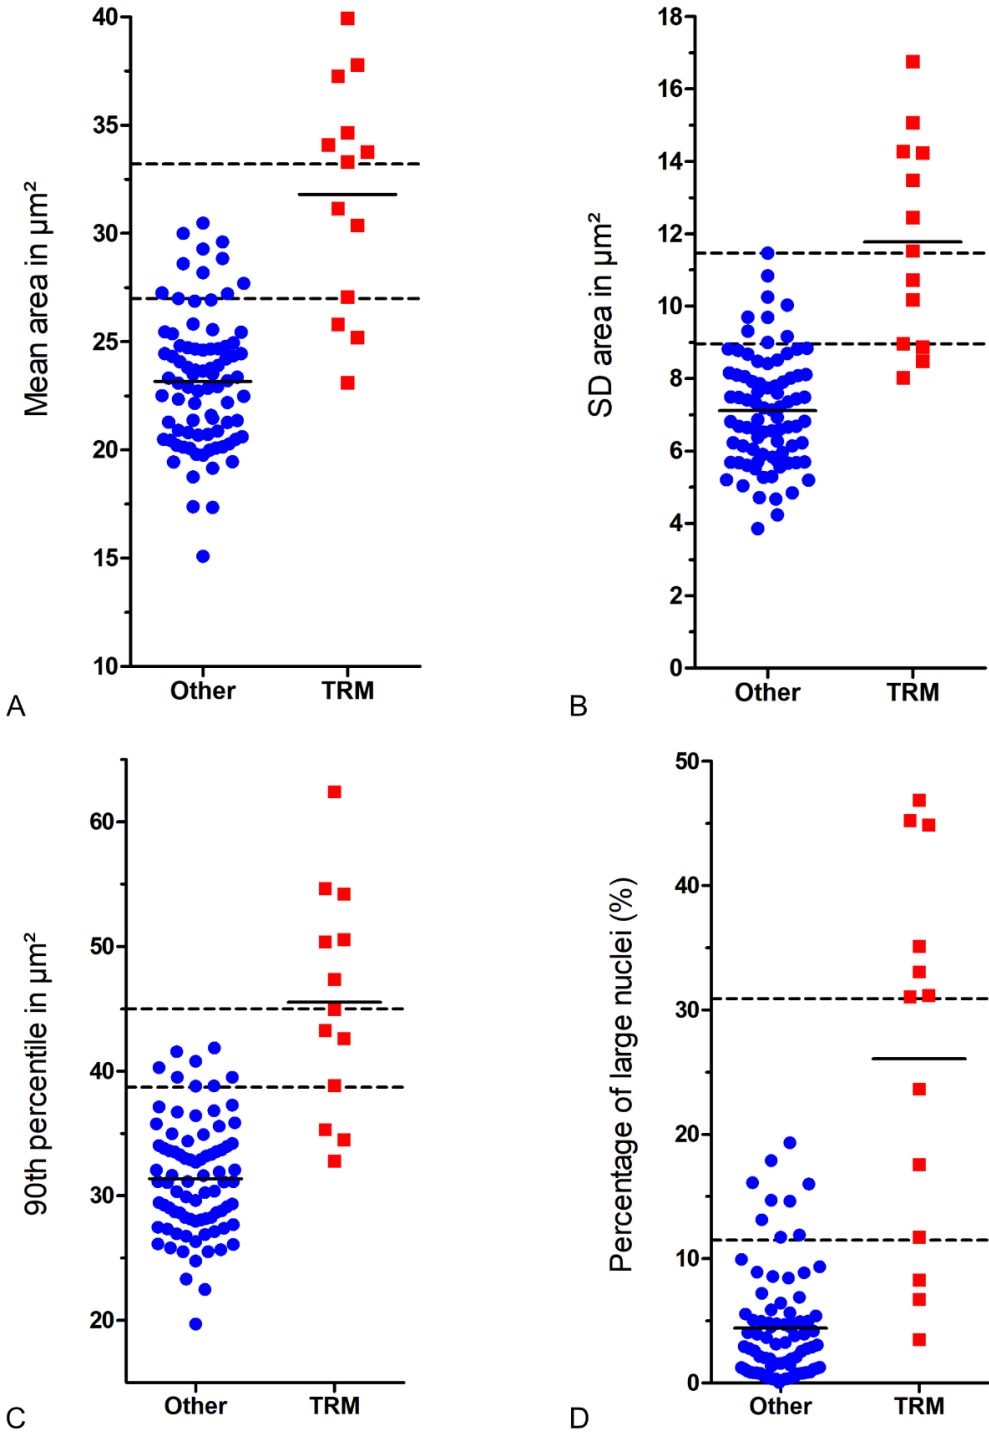 Mean area in µm²
40
35
30
25
20
15
10
Other TRM
A
SD area in µm²
18
16
14
12
10
8
6
4
2
0
Other TRM
B
90th percentile in µm²
60
50
40
30
20
Other TRM
C
Percentage of large nuclei (%)
50
40
30
20
10
0
Other TRM
D